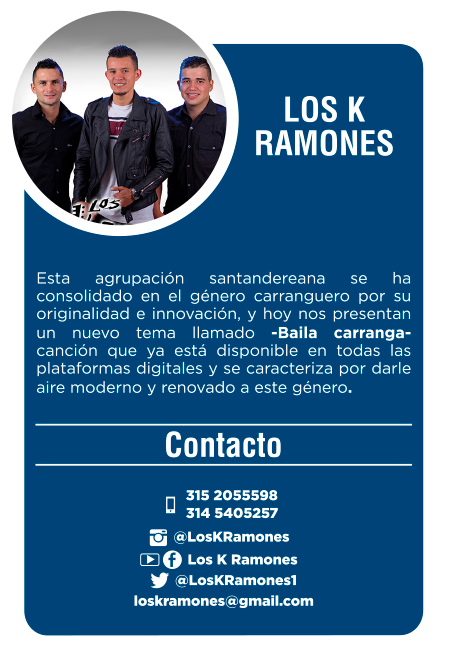 LOS K
RAMONES
LOS
Esta agrupación santandereana se ha
consolidado en el género carranguero por su
originalidad e innovación, y hoy nos presentan
un nuevo tema llamado -Baila carranga-
canción que ya está disponible en todas las
plataformas digitales y se caracteriza por darle
aire moderno y renovado a este género.
Contacto
315 2055598
314 5405257
@LosKRamones
Los K Ramones
@LosKRamones1
loskramones@gmail.com